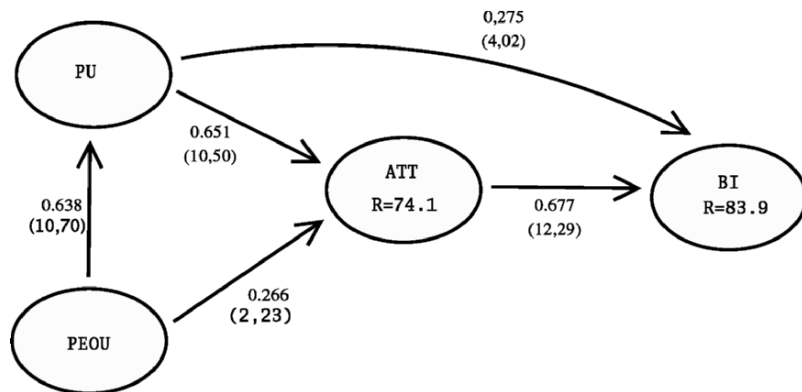 0,275
(4,02)
PU
0.651
(10,50)
ATT
R=74.1
BI
R=83.9
0.638
(10,70)
0.677
(12,29)
0.266
(2,23)
PEOU